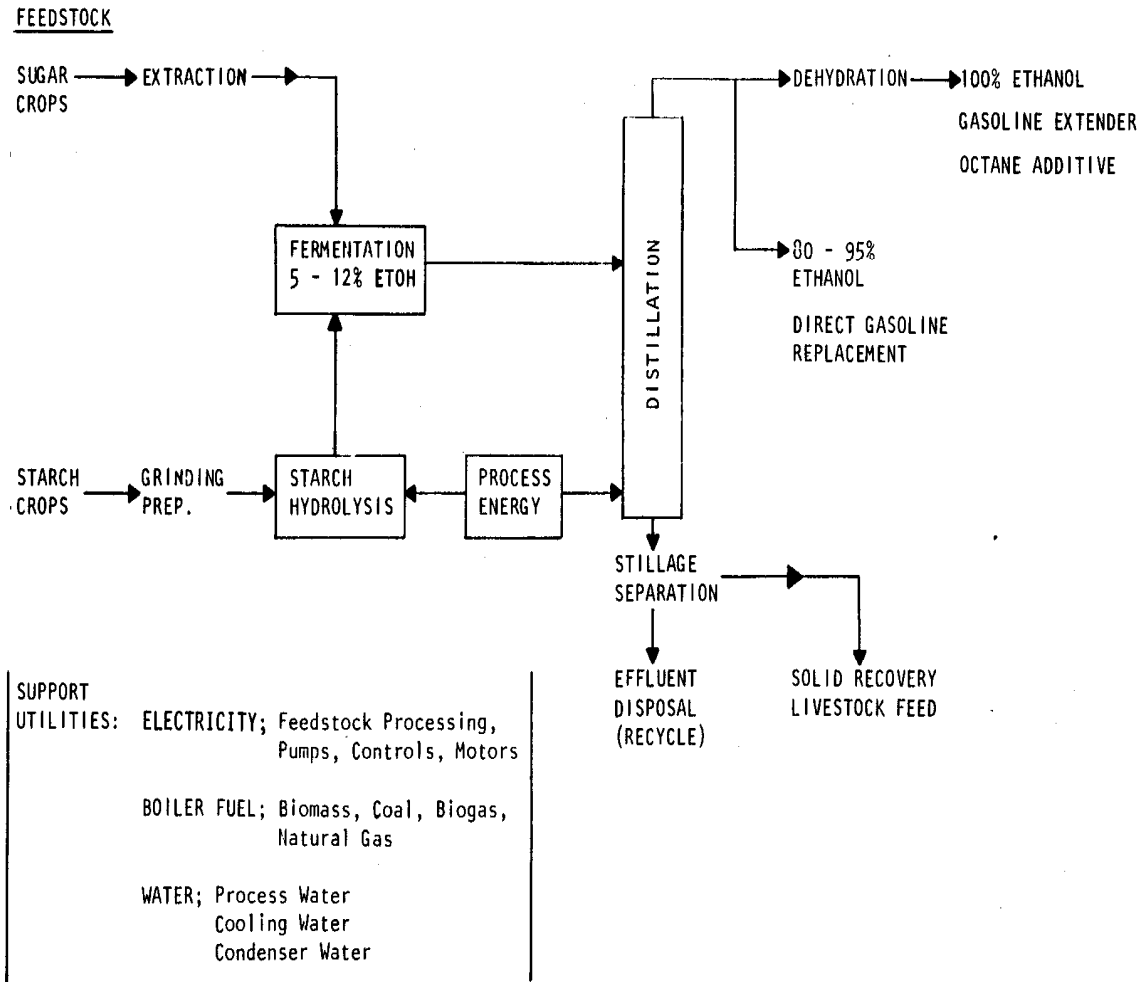 FEEDSTOCK
SUGAR
CROPS
EXTRACTION
DEHYDRATION
100% ETHANOL
GASOLINE EXTENDER
OCTANE ADDITIVE
FERMENTATION
5 - 12% ETOH
DISTILLATION
80 - 95%
ETHANOL
DIRECT GASOLINE
REPLACEMENT
STARCH
CROPS
GRINDING
PREP.
STARCH
HYDROLYSIS
PROCESS
ENERGY
STILLAGE
SEPARATION
EFFLUENT
DISPOSAL
(RECYCLE)
SOLID RECOVERY
LIVESTOCK FEED
SUPPORT
UTILITIES: ELECTRICITY; Feedstock Processing,
Pumps, Controls, Motors
BOILER FUEL; Biomass, Coal, Biogas,
Natural Gas
WATER; Process Water
Cooling Water
Condenser Water